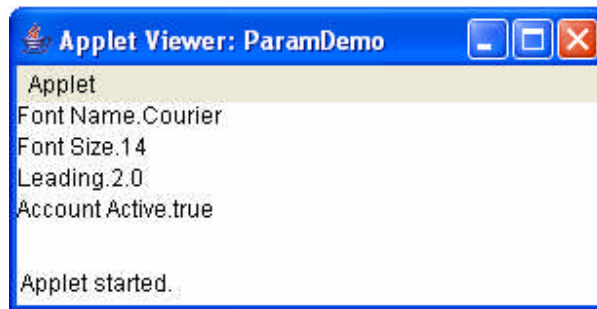 Applet Viewer: ParamDemo
Applet
Font Name.Courier
Font Size.14
Leading.2.0
Account Active.true
Applet started.